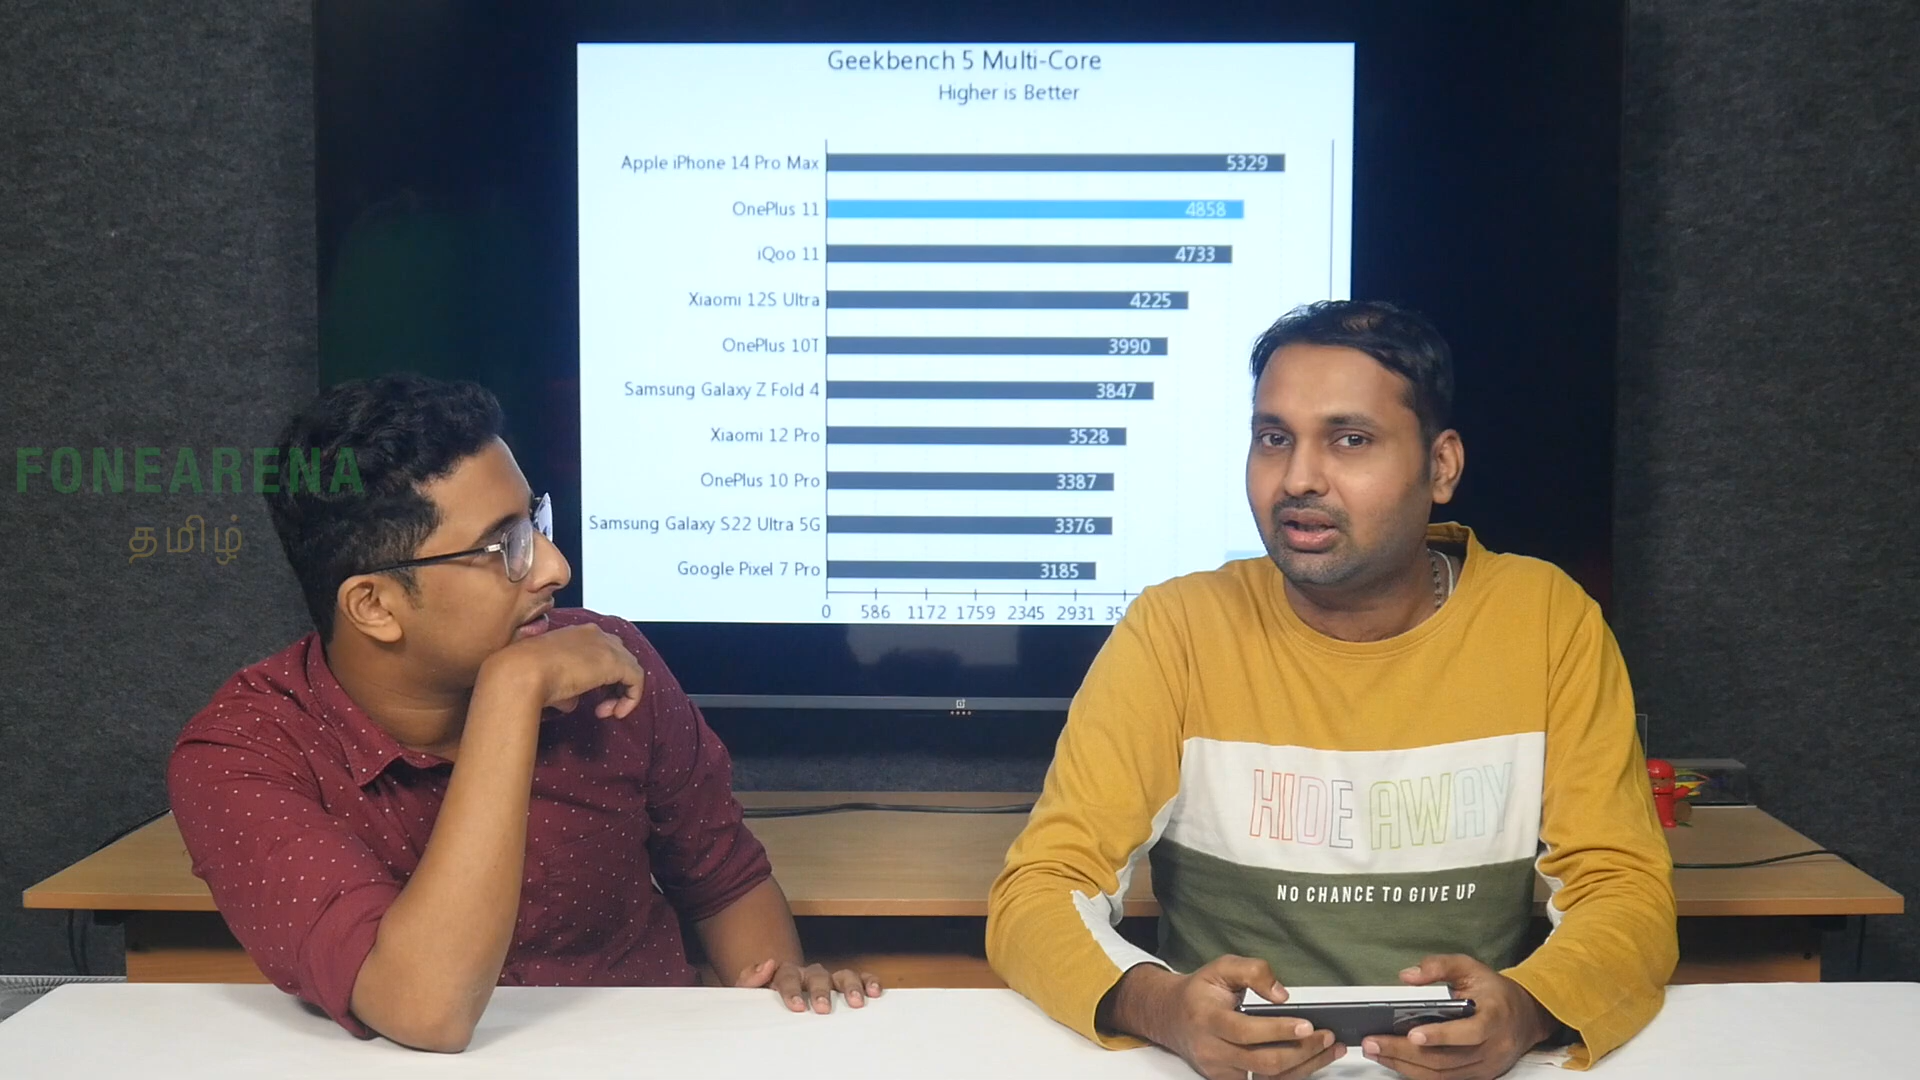 Geekbench 5 Multi-Core
Higher is Better
Apple iPhone 14 Pro Max 5329
OnePlus 11 4858
iQoo 11 4733
Xiaomi 12S Ultra 4225
OnePlus 10T 3990
Samsung Galaxy Z Fold 4 3847
Xiaomi 12 Pro 3528
OnePlus 10 Pro 3387
Samsung Galaxy S22 Ultra 5G 3376
Google Pixel 7 Pro 3185
0 586 1172 1759 2345 2931
FONEARENA
தமிழ்
HIDE AWAY
NO CHANCE TO GIVE UP